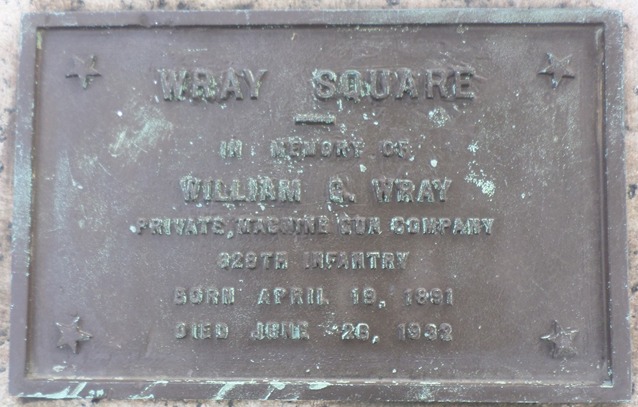 WRAY SQUARE
IN MEMORY OF
WILLIAM G. WRAY
PRIVATE, MACHINE GUN COMPANY
INFANTRY
BORN APRIL 19, 1891
DIED JUNE 26, 1933